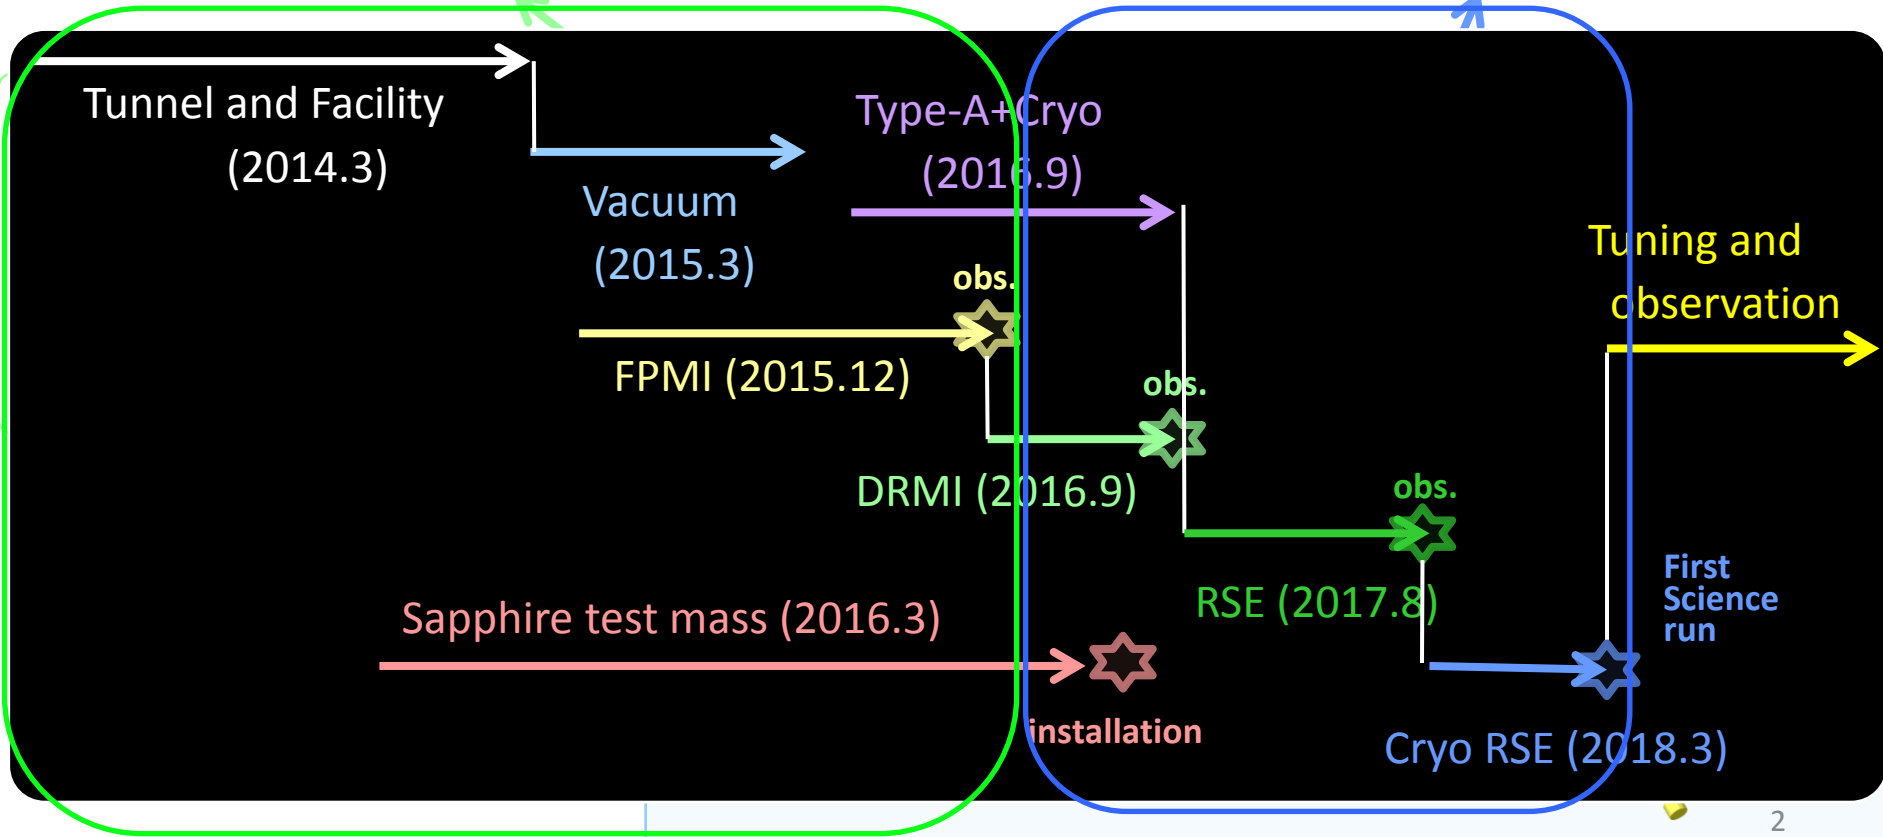 Tunnel and Facility
(2014.3)
Type-A+Cryo
(2016.9)
Vacuum
(2015.3)
Tuning and
observation
obs.
FPMI (2015.12)
obs.
DRMI (2016.9)
obs.
RSE (2017.8)
First
Science
run
Sapphire test mass (2016.3)
installation
Cryo RSE (2018.3)
2